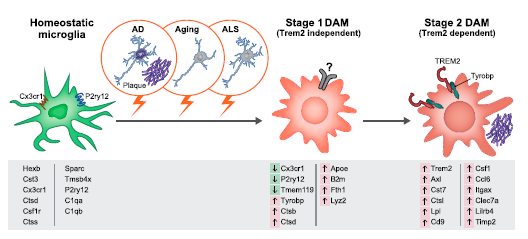 Homeostatic
microglia
AD
Aging
ALS
Plaque
Stage 1 DAM
(Trem2 independent)
Stage 2 DAM
(Trem2 dependent)
Cx3cr1
P2ry12
?
TREM2
Tyrobp
Hexb
Cst3
Cx3cr1
Ctsd
Csf1r
Ctss
Sparc
Tmsb4x
P2ry12
C1qa
C1qb
↓ Cx3cr1
↓ P2ry12
↓ Tmem119
↑ Tyrobp
↑ Ctsb
↑ Ctsd
↑ Apoe
↑ B2m
↑ Fth1
↑ Lyz2
↑ Trem2
↑ Axl
↑ Cst7
↑ Ctsl
↑ Lpl
↑ Cd9
↑ Csf1
↑ Ccl6
↑ Itgax
↑ Clec7a
↑ Lilrb4
↑ Timp2